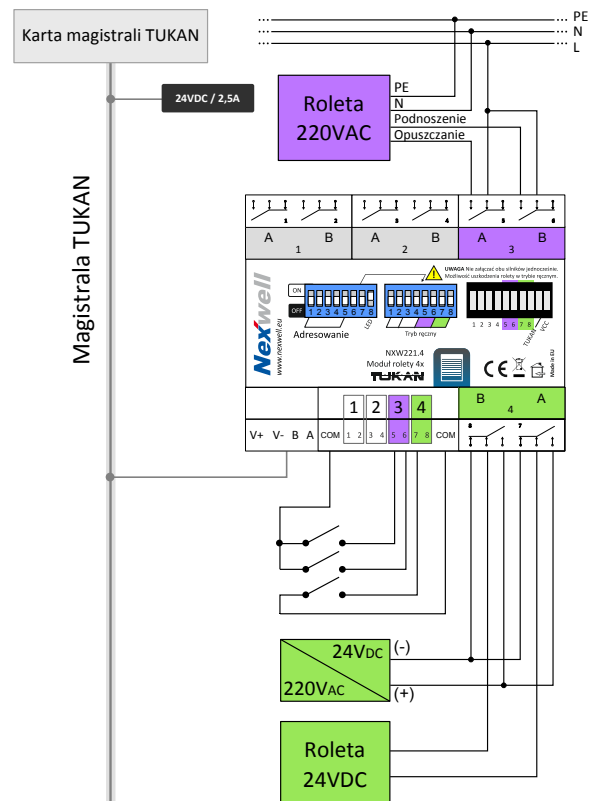 Karta magistrali TUKAN
PE
N
L
24VDC / 2,5A
Roleta
220VAC
PE
N
Podnoszenie
Opuszczanie
Magistrala TUKAN
1 2 3 4 5 6
A B A B A B
1 2 3
Nexwell
www.nexwell.eu
ON
OFF
1 2 3 4 5 6 7 8
LED
Adresowanie
1 2 3 4 5 6 7 8
Tryb ręczny
UWAGA Nie załączać obu silników jednocześnie.
Możliwość uszkodzenia rolety w trybie ręcznym.
1 2 3 4 5 6 7 8
TUKAN
VCC
NXW221.4
Moduł rolety 4x
TUKAN
CE
Made in EU
1 2 3 4
B A
4
V+ V- B A COM 1 2 3 4 5 6 7 8 COM
8 7
24VDC
220VAC
(-)
(+)
Roleta
24VDC